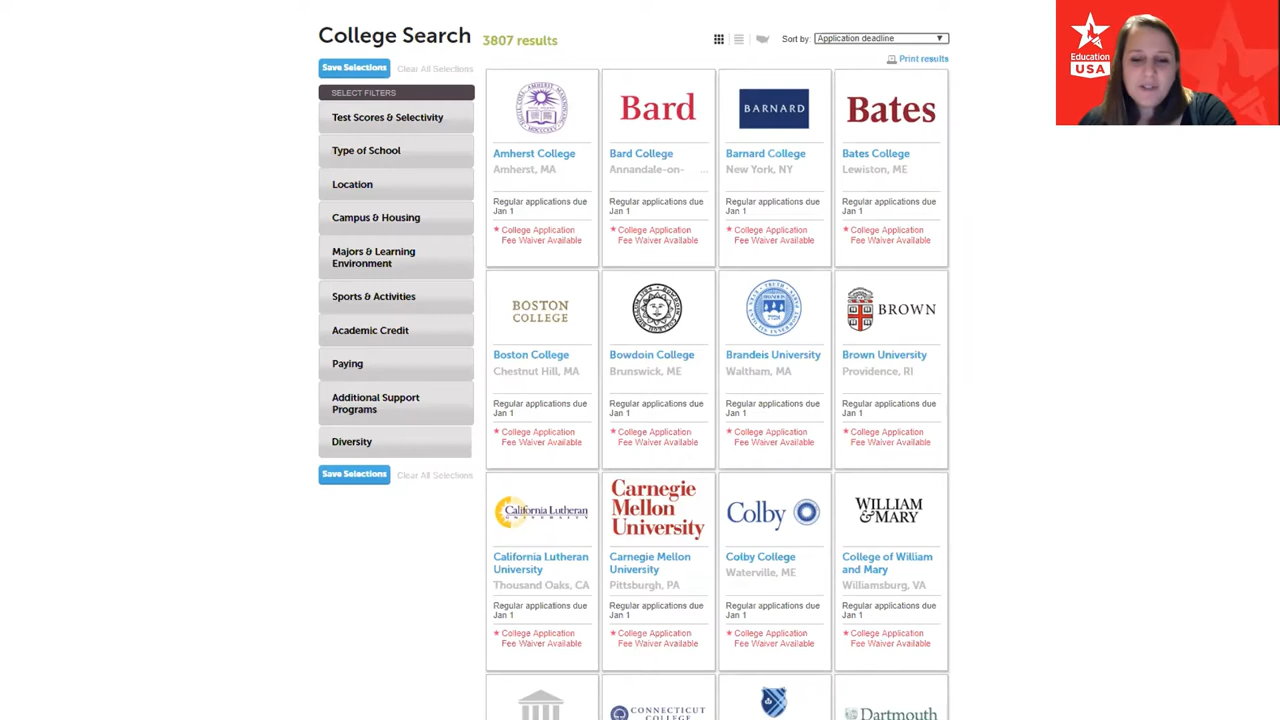 College Search
3807 results
Sort by: Application deadline
Print results
Save Selections
Clear All Selections
SELECT FILTERS
Test Scores & Selectivity
Type of School
Location
Campus & Housing
Majors & Learning
Environment
Sports & Activities
Academic Credit
Paying
Additional Support
Programs
Diversity
Save Selections
Clear All Selections
Amherst College
Amherst, MA
Regular applications due
Jan 1
* College Application
Fee Waiver Available
Bard
Bard College
Annandale-on- ...
Regular applications due
Jan 1
* College Application
Fee Waiver Available
BARNARD
Barnard College
New York, NY
Regular applications due
Jan 1
* College Application
Fee Waiver Available
Bates
Bates College
Lewiston, ME
Regular applications due
Jan 1
* College Application
Fee Waiver Available
BOSTON
COLLEGE
Boston College
Chestnut Hill, MA
Regular applications due
Jan 1
* College Application
Fee Waiver Available
Bowdoin College
Brunswick, ME
Regular applications due
Jan 1
* College Application
Fee Waiver Available
Brandeis University
Waltham, MA
Regular applications due
Jan 1
* College Application
Fee Waiver Available
BROWN
Brown University
Providence, RI
Regular applications due
Jan 1
* College Application
Fee Waiver Available
California Lutheran
UNIVERSITY
California Lutheran
University
Thousand Oaks, CA
Regular applications due
Jan 1
* College Application
Fee Waiver Available
Carnegie
Mellon
University
Carnegie Mellon
University
Pittsburgh, PA
Regular applications due
Jan 1
* College Application
Fee Waiver Available
Colby
Colby College
Waterville, ME
Regular applications due
Jan 1
* College Application
Fee Waiver Available
WILLIAM
& MARY
College of William
and Mary
Williamsburg, VA
Regular applications due
Jan 1
* College Application
Fee Waiver Available
CONNECTICUT
COLLEGE
Dartmouth
Education
USA